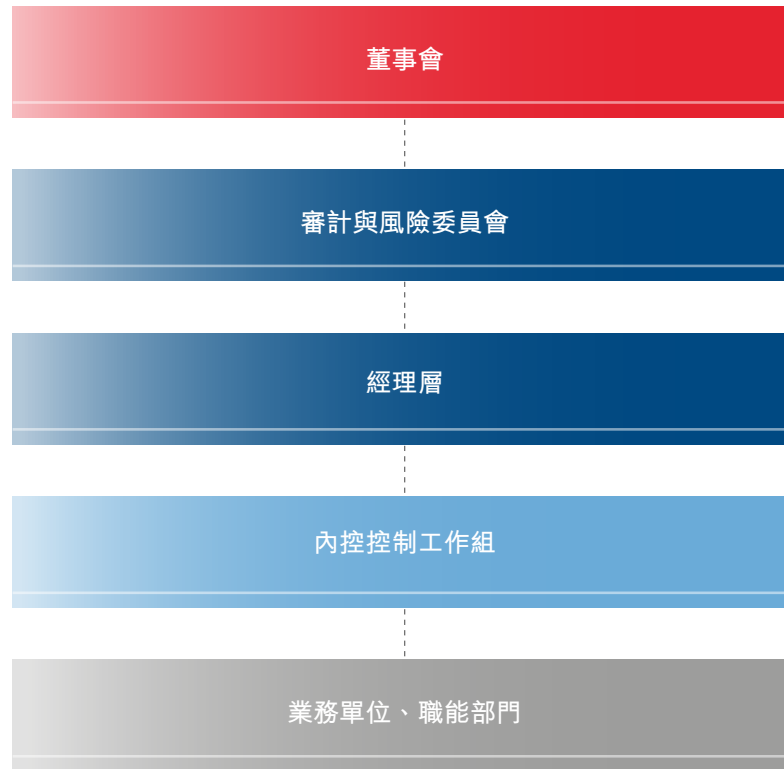 董事會
審計與風險委員會
經理層
內控控制工作組
業務單位、職能部門